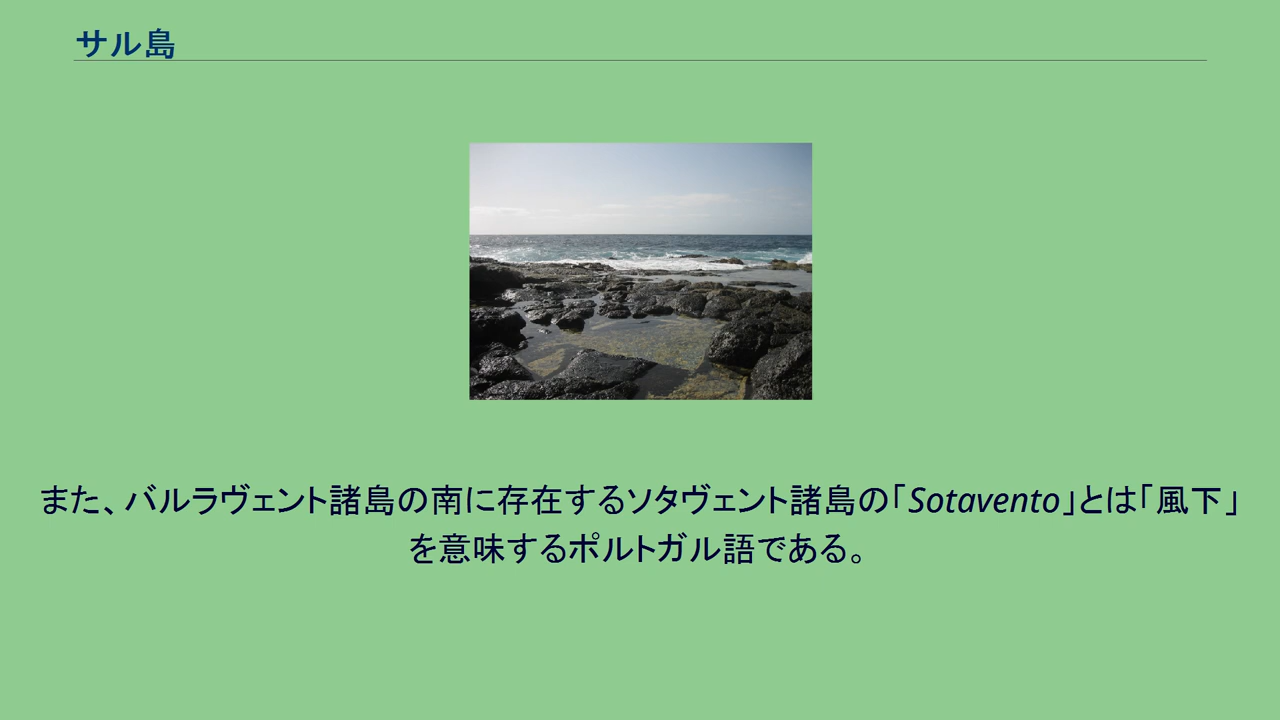 サル島
また、バルラヴェント諸島の南に存在するソタヴェント諸島の「Sotavento」とは「風下」
を意味するポルトガル語である。